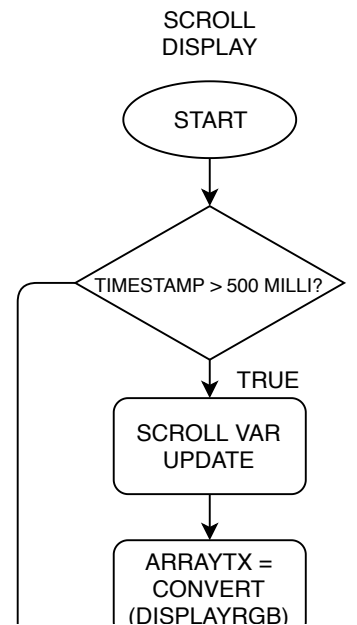 SCROLL
DISPLAY
START
TIMESTAMP > 500 MILLI?
TRUE
SCROLL VAR
UPDATE
ARRAYTX =
CONVERT
(DISPLAYRGB)